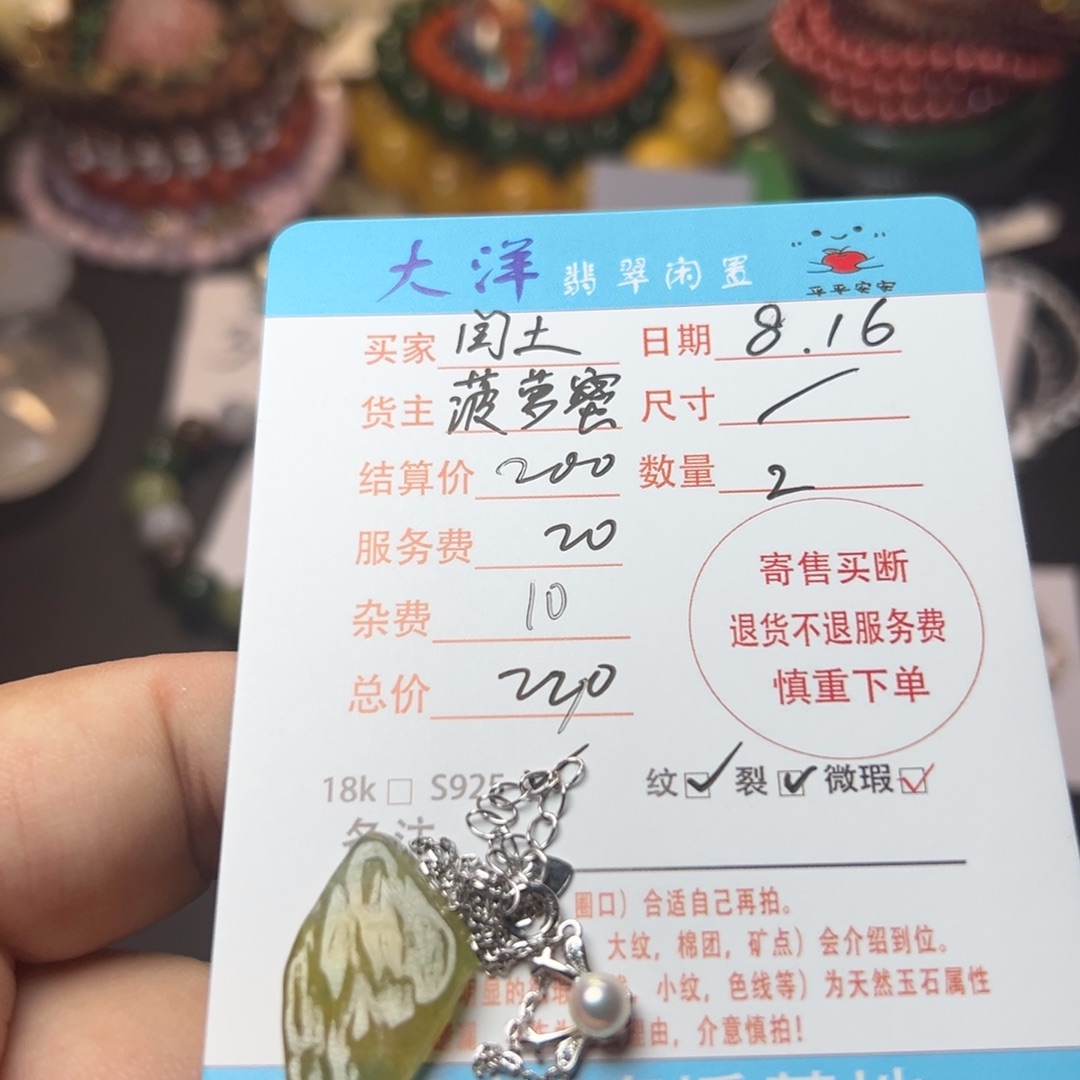 大洋 翡翠闲置
平平安安
买家 闰土 日期 8.16
货主 菠萝蜜 尺寸 /
结算价 200 数量 2
服务费 20
杂费 10
总价
寄售买断
退货不退服务费
慎重下单
18k □ S925 纹 ☑ 裂 ☑ 微瑕 ☑
备注
圈口）合适自己再拍。
大纹，棉团，矿点）会介绍到位。
小纹，色线等）为天然玉石属性
理由，介意慎拍！